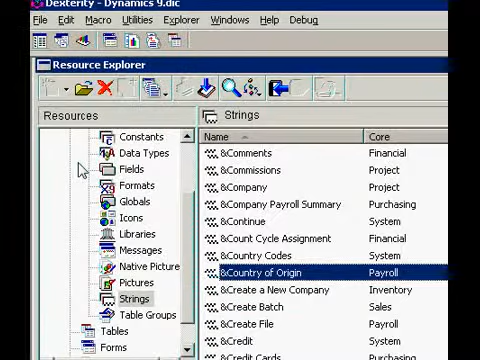 Dexterity - Dynamics 9.dic
File Edit Macro Utilities Explorer Windows Help Debug
Resource Explorer
Resources
Strings
Constants
Data Types
Fields
Formats
Globals
Icons
Libraries
Messages
Native Picture
Pictures
Strings
Table Groups
Tables
Forms
Name Core
&Comments Financial
&Commissions Project
&Company Project
&Company Payroll Summary Purchasing
&Continue System
&Count Cycle Assignment Financial
&Country Codes System
&Country of Origin Payroll
&Create a New Company Inventory
&Create Batch Sales
&Create File Payroll
&Credit System
&Credit Cards Project